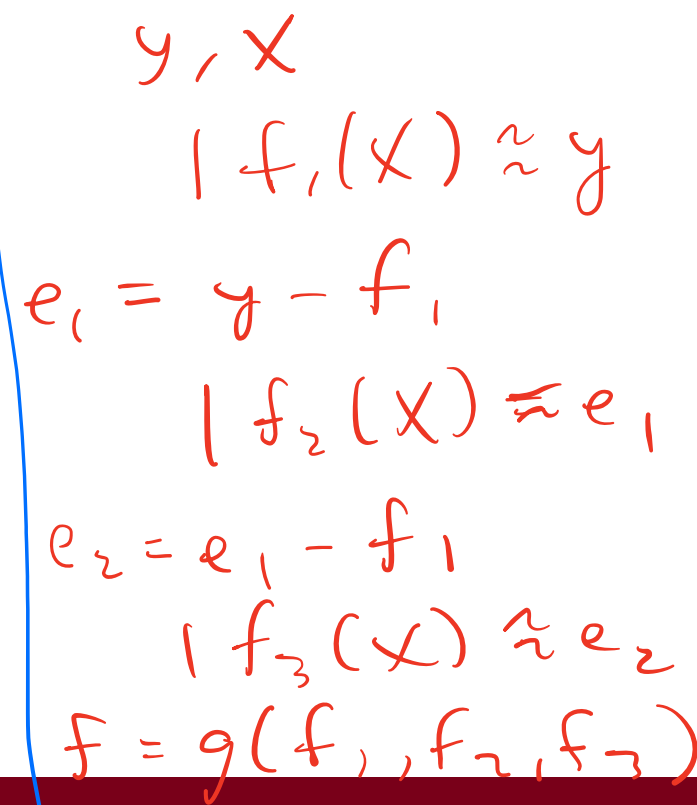 y, x
| f₁(x) ≈ y
e₁ = y - f₁
| f₂(x) ≈ e₁
e₂ = e₁ - f₁
| f₃(x) ≈ e₂
f = g(f₁, f₂, f₃)